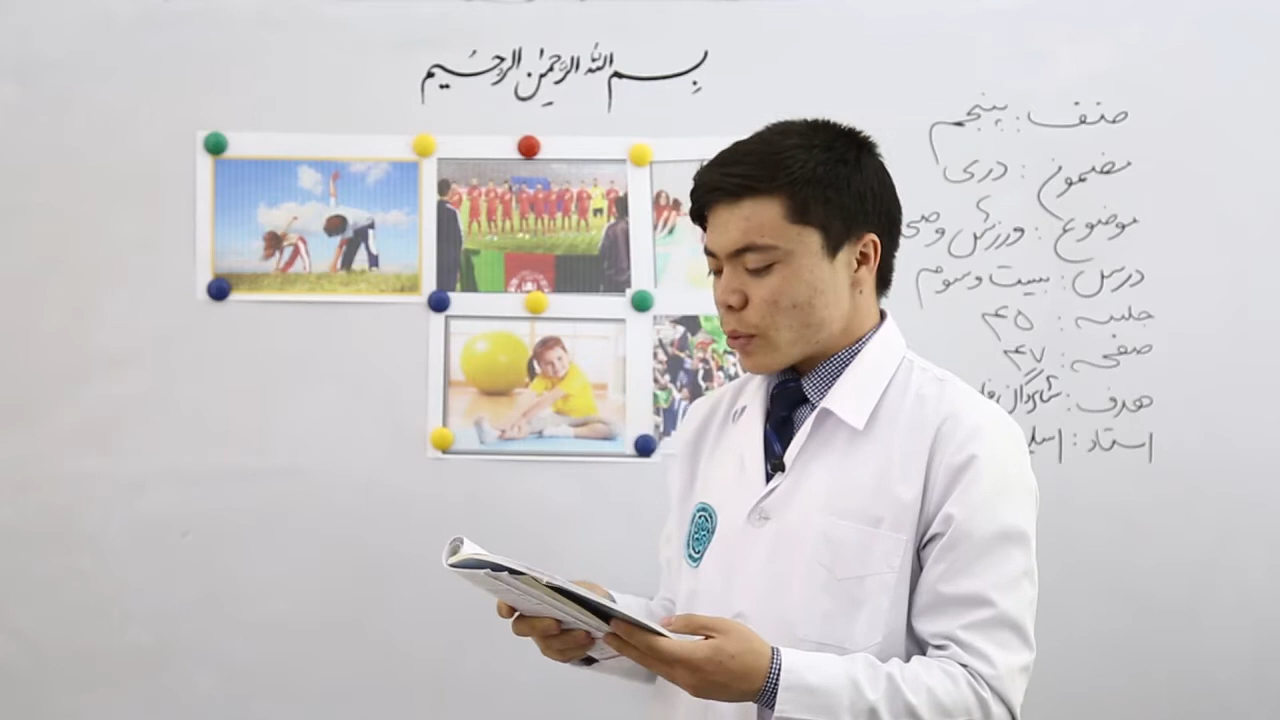 بسم الله الرحمن الرحیم
صنف: پنجم
مضمون: دری
موضوع: ورزش و
درس: بیست و سوم
جلسه: ۴۵
صفحه: ۴۷
هدف: شاگردان
استاد: